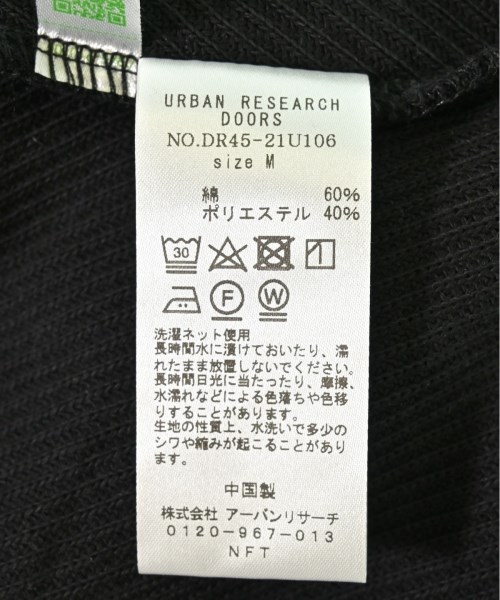 URBAN RESEARCH
DOORS
NO.DR45-21U106
size M
綿 60%
ポリエステル 40%
30
F W
洗濯ネット使用
長時間水に漬けておいたり、濡
れたまま放置しないでください。
長時間日光に当たったり、摩擦、
水濡れなどによる色落ちや色移
りすることがあります。
生地の性質上、水洗いで多少の
シワや縮みが起こることがありま
す。
中国製
株式会社 アーバンリサーチ
0120-967-013
NFT